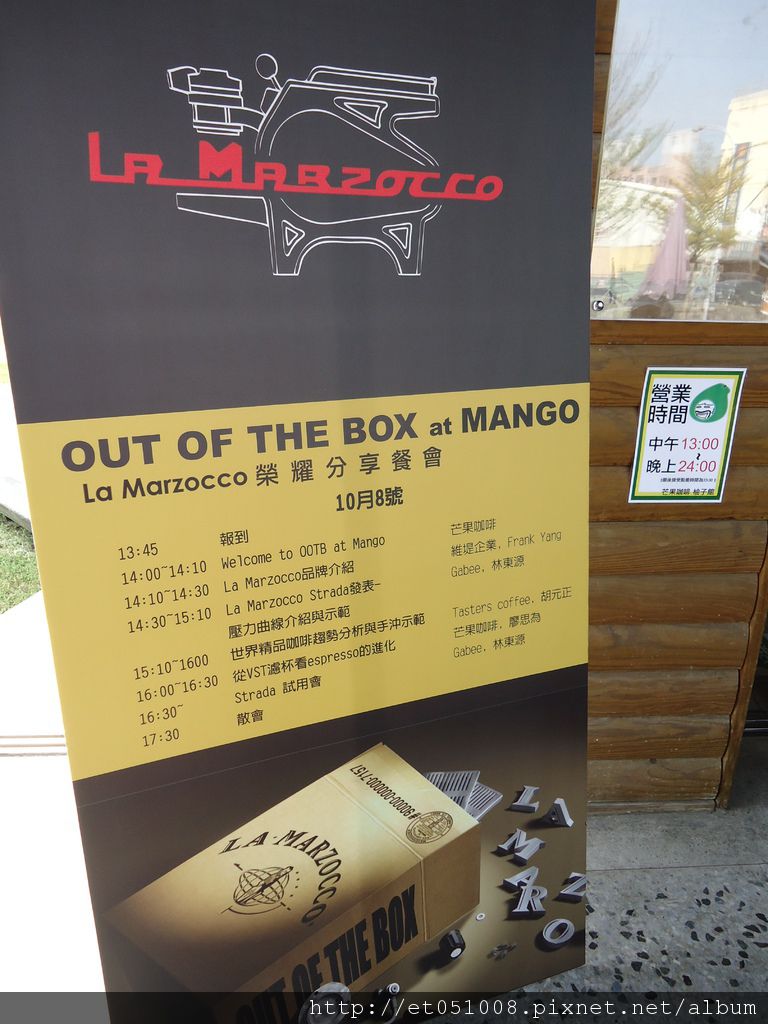 La Marzocco
OUT OF THE BOX at MANGO
La Marzocco 榮耀分享餐會
10月8號
13:45 報到 芒果咖啡
14:00~14:10 Welcome to OOTB at Mango 維堤企業, Frank Yang
14:10~14:30 La Marzocco品牌介紹 Gabee, 林東源
14:30~15:10 La Marzocco Strada發表-
壓力曲線介紹與示範 Tasters coffee, 胡元正
15:10~1600 世界精品咖啡趨勢分析與手沖示範 芒果咖啡, 廖思為
16:00~16:30 從VST濾杯看espresso的進化 Gabee, 林東源
16:30~ Strada 試用會
17:30 散會
營業
時間
中午 13:00
~
晚上 24:00
芒果咖啡 柚子館
#90000-000000-7167
LA·MARZOCCO
OUT OF THE BOX
LA
MARZO
http://et051008.pixnet.net/album